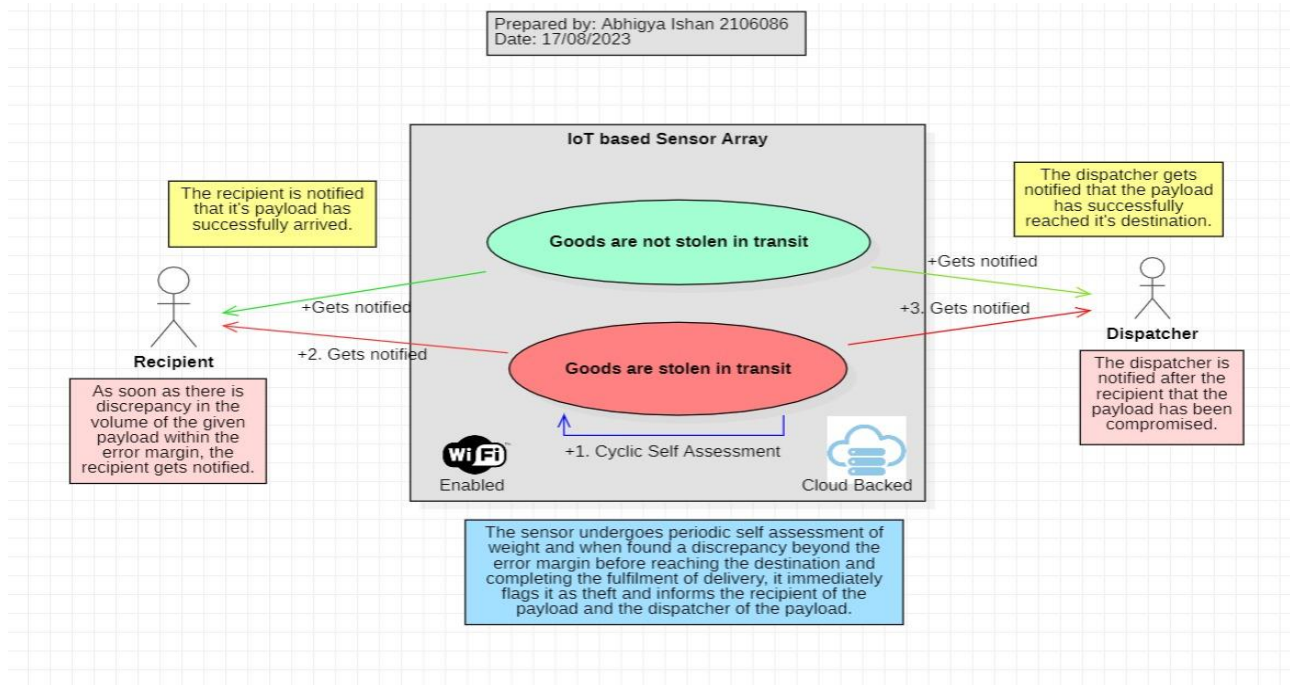 Prepared by: Abhigya Ishan 2106086
Date: 17/08/2023
IoT based Sensor Array
The recipient is notified
that it's payload has
successfully arrived.
The dispatcher gets
notified that the payload
has successfully
reached it's destination.
Goods are not stolen in transit
+Gets notified
+Gets notified
+3. Gets notified
Recipient
+2. Gets notified
Goods are stolen in transit
Dispatcher
As soon as there is
discrepancy in the
volume of the given
payload within the
error margin, the
recipient gets notified.
The dispatcher is
notified after the
recipient that the
payload has been
compromised.
+1. Cyclic Self Assessment
Wi Fi
Enabled
Cloud Backed
The sensor undergoes periodic self assessment of
weight and when found a discrepancy beyond the
error margin before reaching the destination and
completing the fulfilment of delivery, it immediately
flags it as theft and informs the recipient of the
payload and the dispatcher of the payload.